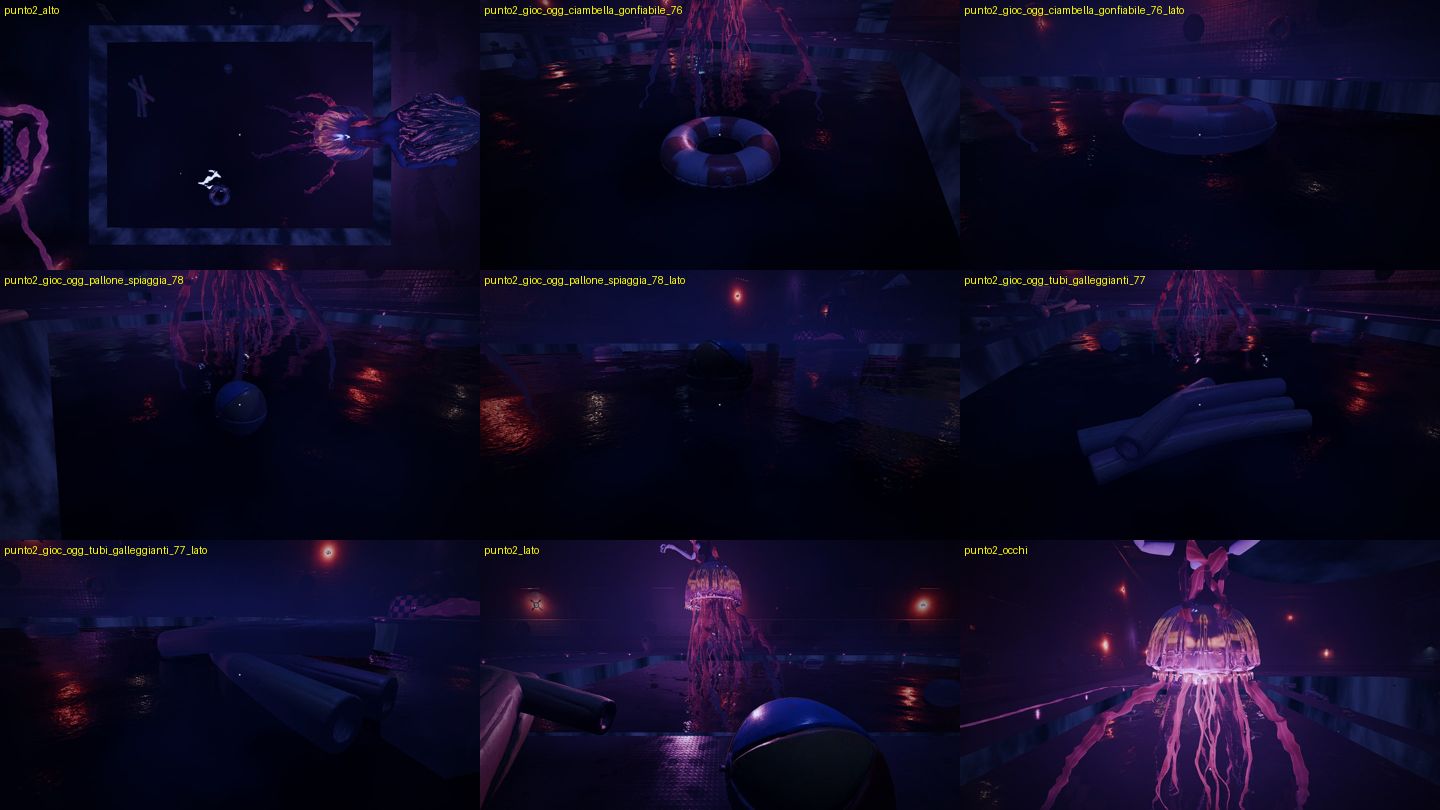 punto2_alto
punto2_gioc_ogg_ciambella_gonfiabile_76
punto2_gioc_ogg_ciambella_gonfiabile_76_lato
punto2_gioc_ogg_pallone_spiaggia_78
punto2_gioc_ogg_pallone_spiaggia_78_lato
punto2_gioc_ogg_tubi_galleggianti_77
punto2_gioc_ogg_tubi_galleggianti_77_lato
punto2_lato
punto2_occhi